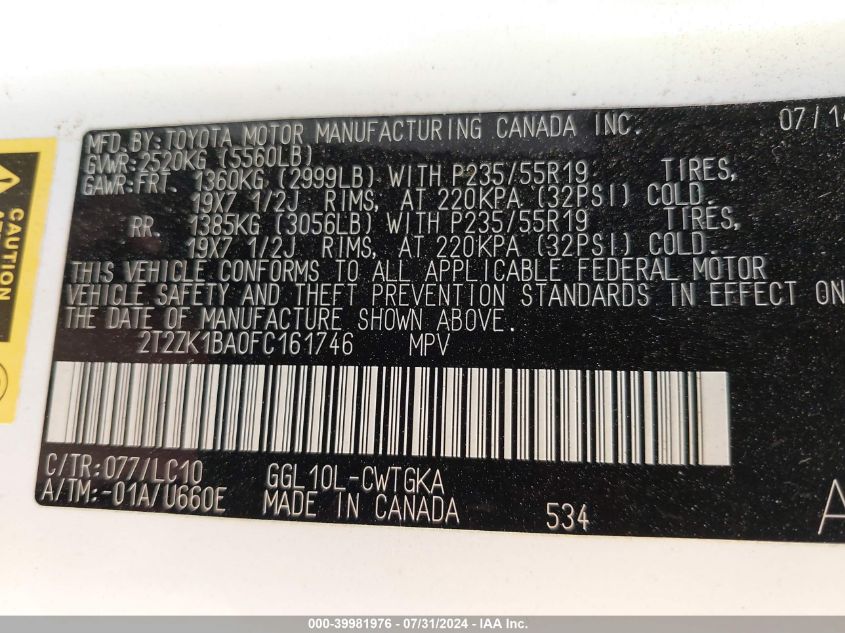 MFD. BY: TOYOTA MOTOR MANUFACTURING CANADA INC. 07/14
GVWR: 2520KG (5560LB)
GAWR: FRT. 1360KG (2999LB) WITH P235/55R19 TIRES,
19X7 1/2J RIMS, AT 220KPA (32PSI) COLD.
RR. 1385KG (3056LB) WITH P235/55R19 TIRES,
19X7 1/2J RIMS, AT 220KPA (32PSI) COLD.
THIS VEHICLE CONFORMS TO ALL APPLICABLE FEDERAL MOTOR
VEHICLE SAFETY AND THEFT PREVENTION STANDARDS IN EFFECT ON
THE DATE OF MANUFACTURE SHOWN ABOVE.
2T2ZK1BA0FC161746 MPV
C/TR: 077/LC10 GGL10L-CWTGKA
A/TM: -01A/U660E MADE IN CANADA 534
CAUTION
000-39981976 - 07/31/2024 - IAA Inc.